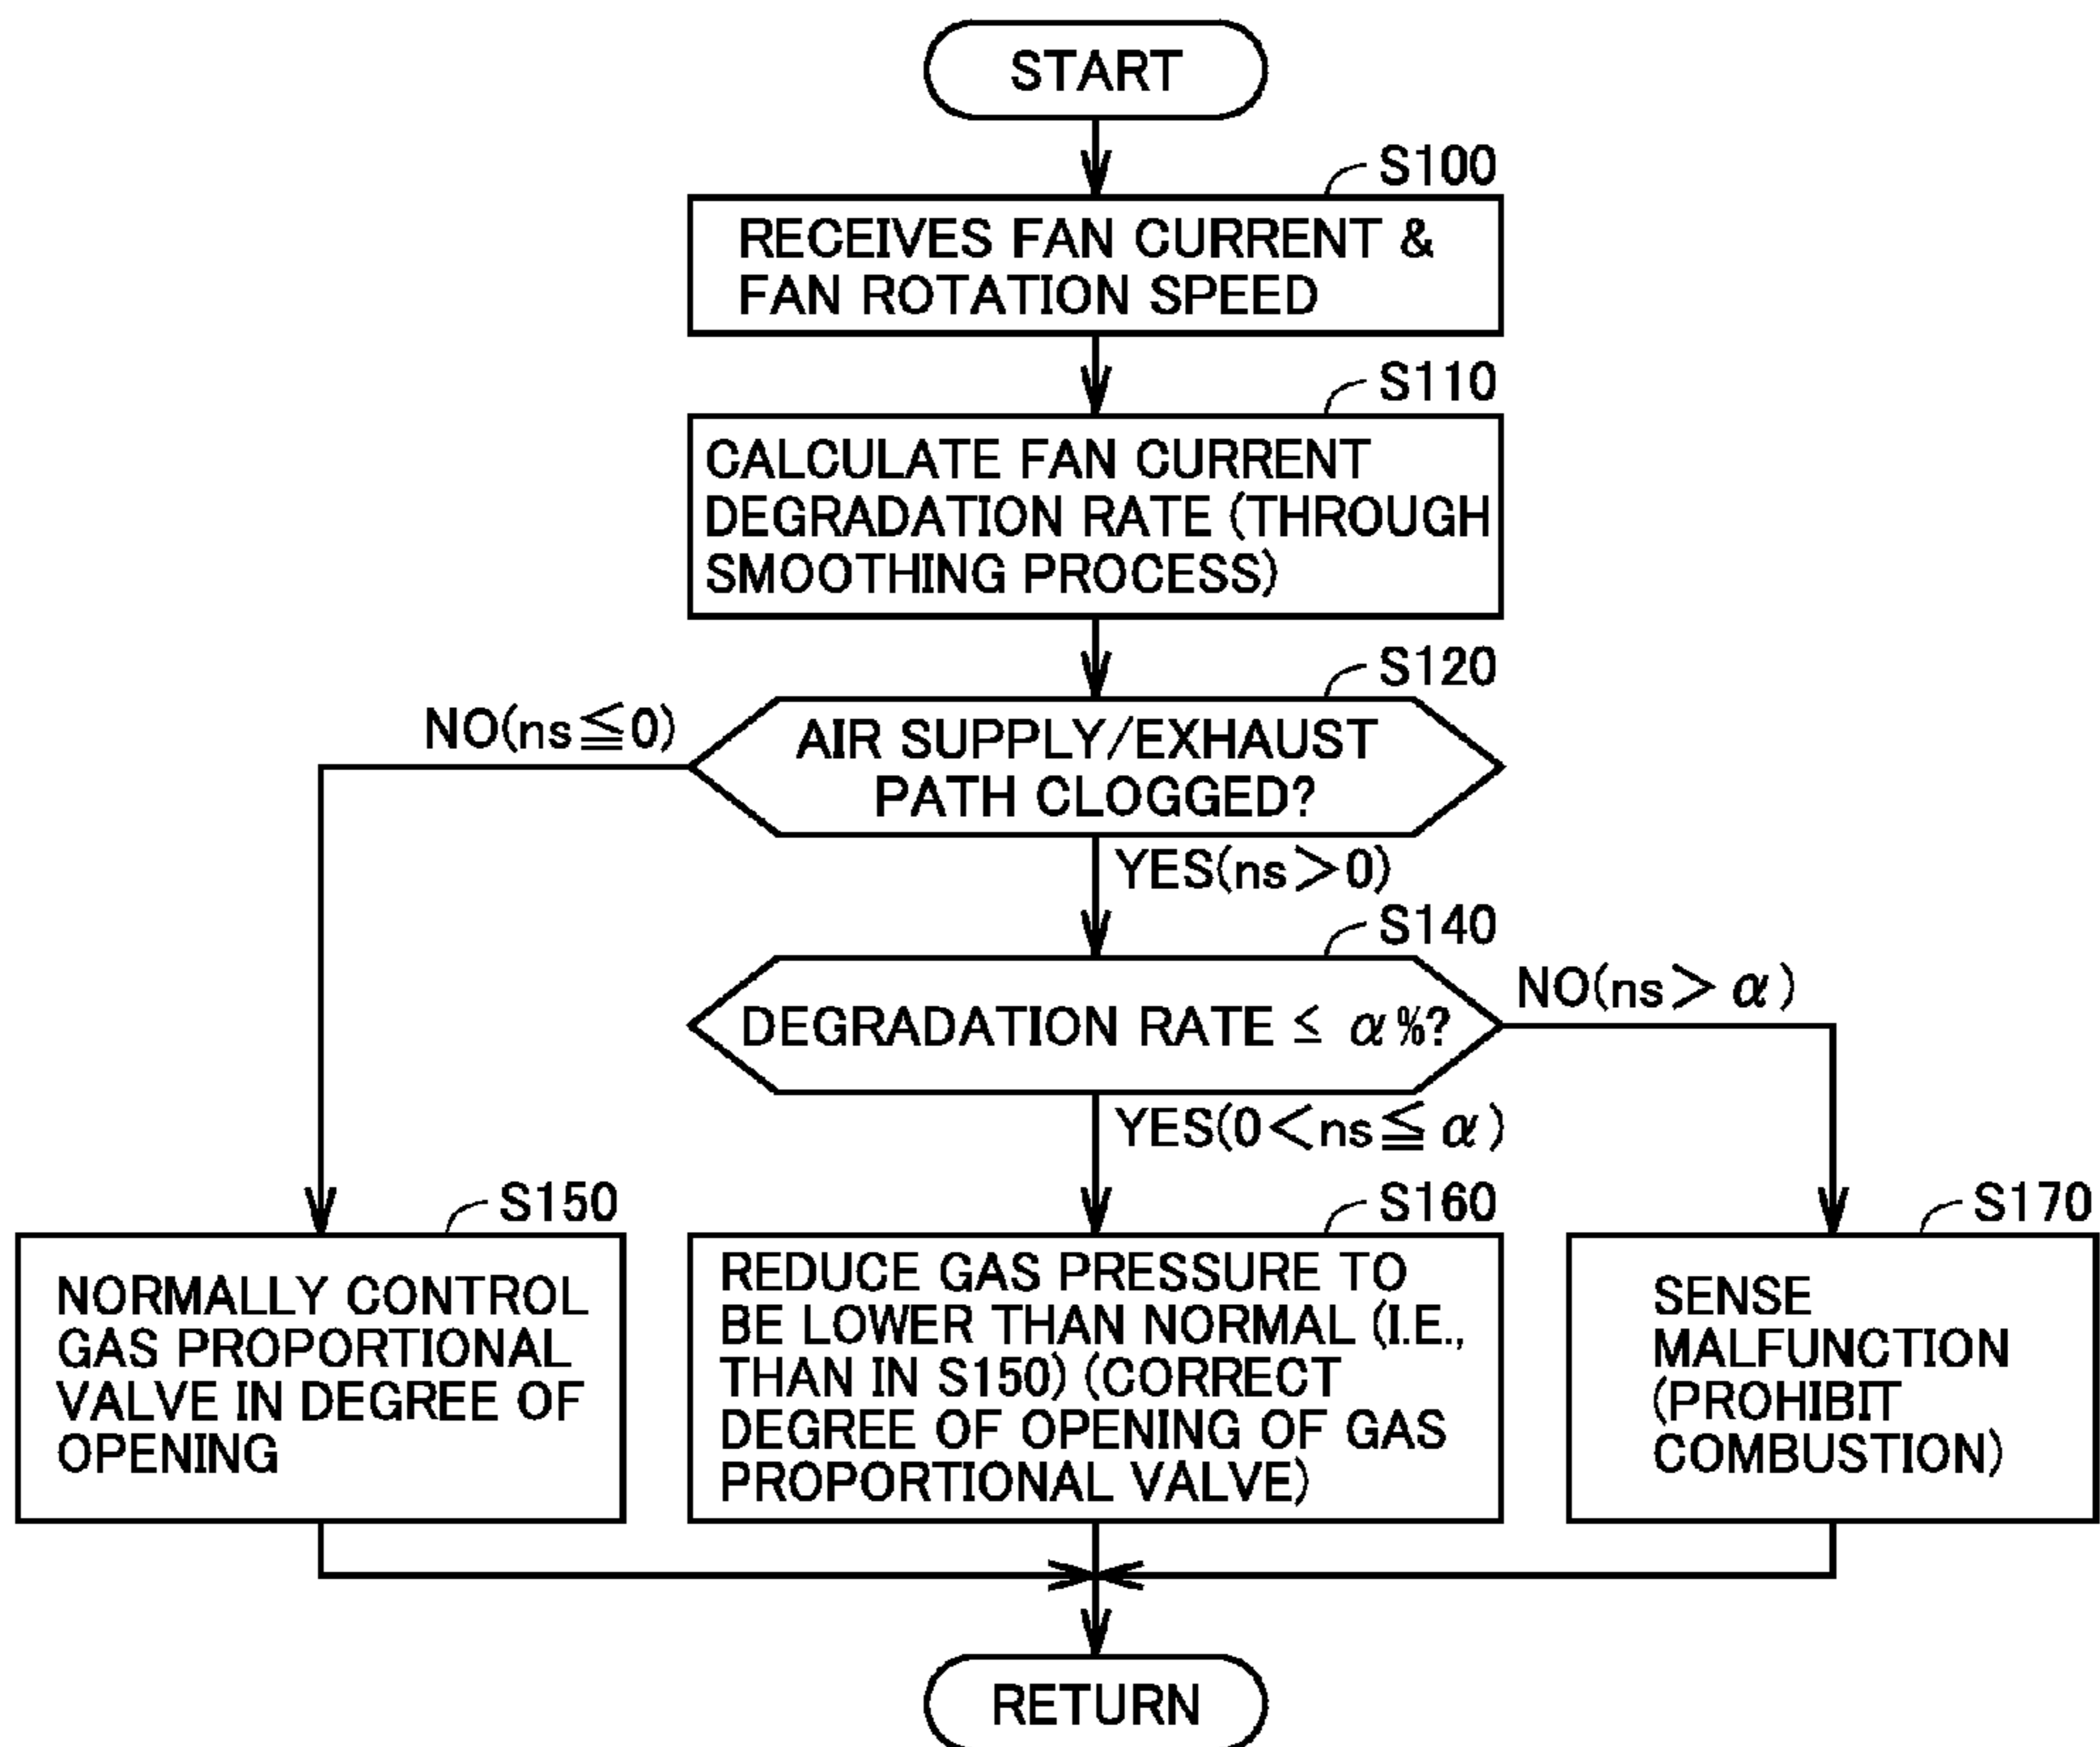 START
S100
RECEIVES FAN CURRENT &
FAN ROTATION SPEED
S110
CALCULATE FAN CURRENT
DEGRADATION RATE (THROUGH
SMOOTHING PROCESS)
S120
NO(ns≦0)
AIR SUPPLY/EXHAUST
PATH CLOGGED?
YES(ns>0)
S140
DEGRADATION RATE ≤ α%?
NO(ns>α)
YES(0<ns≦α)
S150
NORMALLY CONTROL
GAS PROPORTIONAL
VALVE IN DEGREE OF
OPENING
S160
REDUCE GAS PRESSURE TO
BE LOWER THAN NORMAL (I.E.,
THAN IN S150) (CORRECT
DEGREE OF OPENING OF GAS
PROPORTIONAL VALVE)
S170
SENSE
MALFUNCTION
(PROHIBIT
COMBUSTION)
RETURN